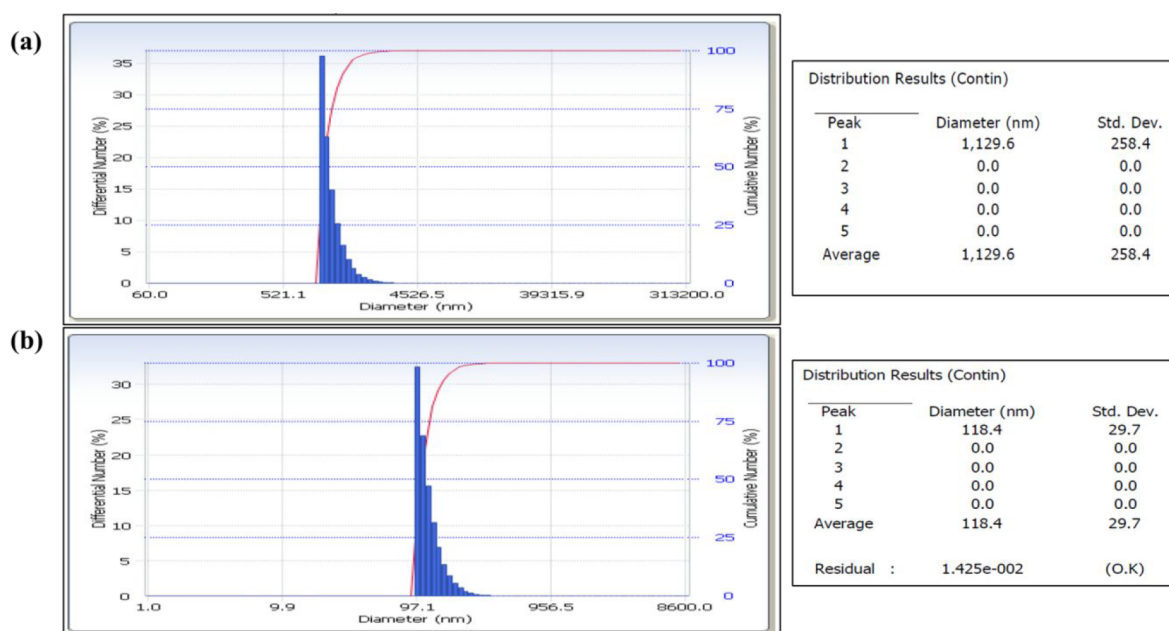 (a)
Differential Number (%)
35
30
25
20
15
10
5
0
100
75
50
25
0
Cumulative Number (%)
60.0 521.1 4526.5 39315.9 313200.0
Diameter (nm)
Distribution Results (Contin)
Peak Diameter (nm) Std. Dev.
1 1,129.6 258.4
2 0.0 0.0
3 0.0 0.0
4 0.0 0.0
5 0.0 0.0
Average 1,129.6 258.4
(b)
Differential Number (%)
30
25
20
15
10
5
0
100
75
50
25
0
Cumulative Number (%)
1.0 9.9 97.1 956.5 8600.0
Diameter (nm)
Distribution Results (Contin)
Peak Diameter (nm) Std. Dev.
1 118.4 29.7
2 0.0 0.0
3 0.0 0.0
4 0.0 0.0
5 0.0 0.0
Average 118.4 29.7
Residual : 1.425e-002 (O.K)